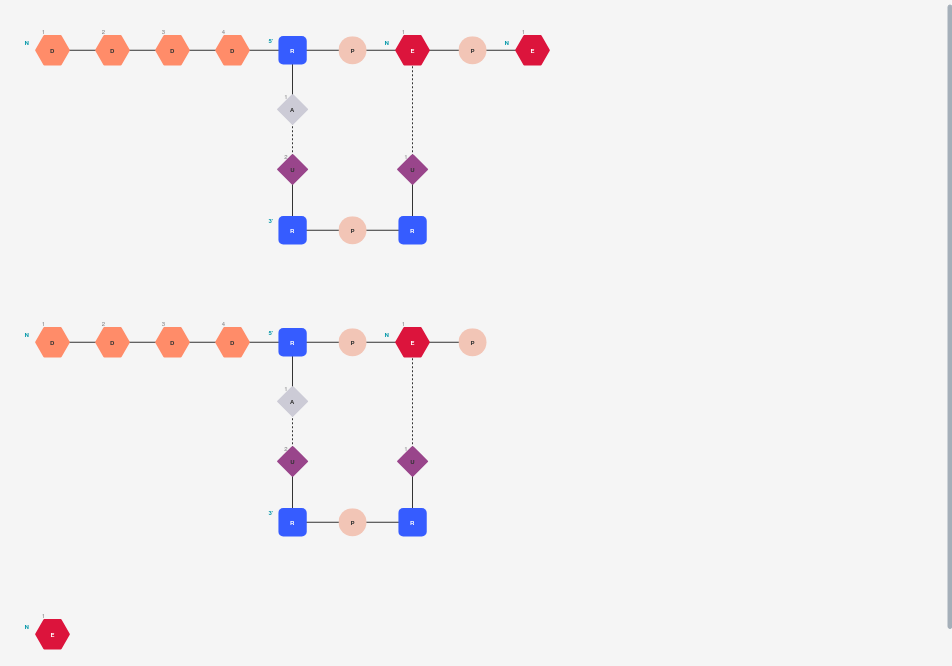 1 2 3 4 1 1
N D D D D 5' R P N E P N E
1
A
2 1
U U
3' R P R
1 2 3 4 1
N D D D D 5' R P N E P
1
A
2 1
U U
3' R P R
1
N E